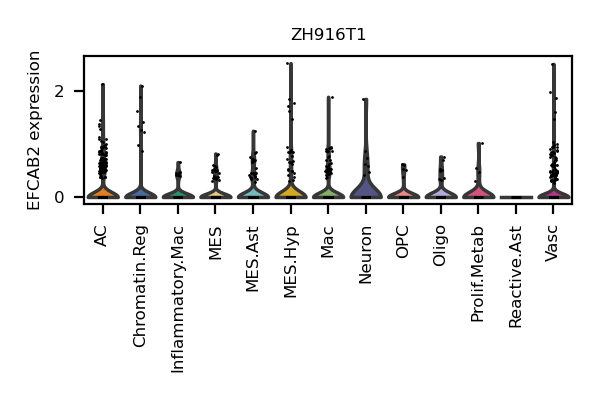 ZH916T1
EFCAB2 expression
2
0
AC
Chromatin.Reg
Inflammatory.Mac
MES
MES.Ast
MES.Hyp
Mac
Neuron
OPC
Oligo
Prolif.Metab
Reactive.Ast
Vasc